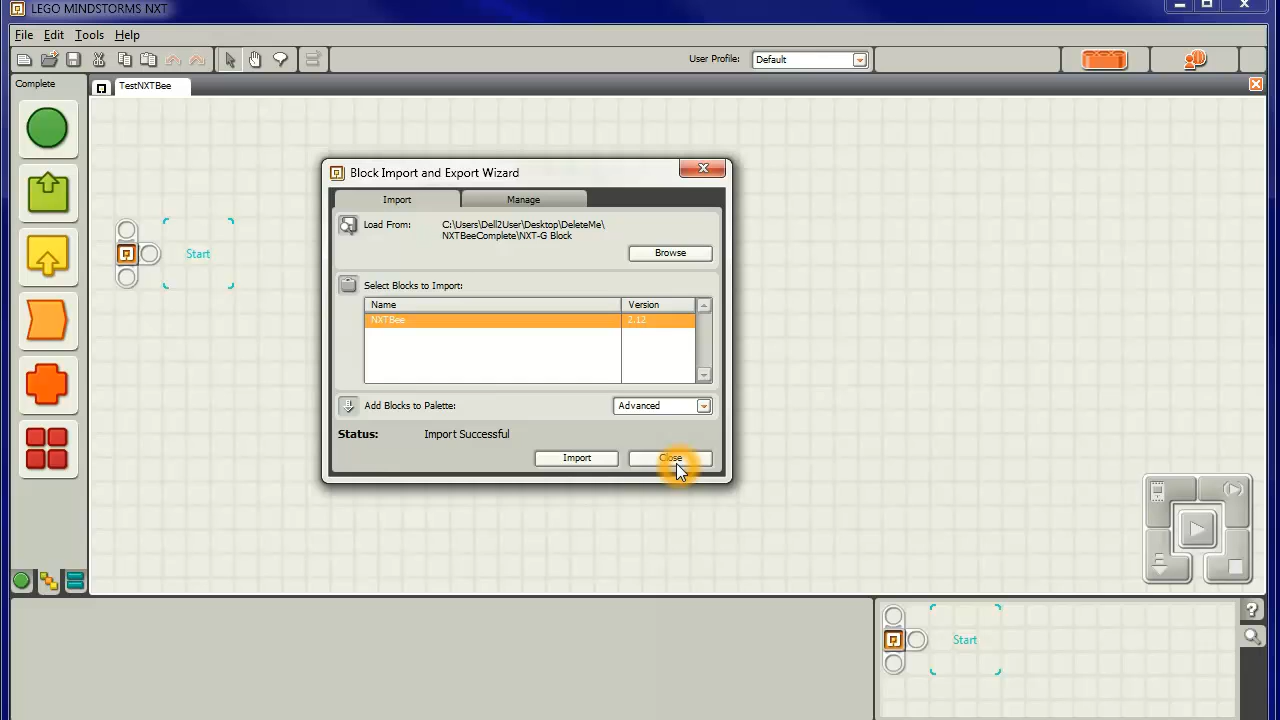 LEGO MINDSTORMS NXT
File Edit Tools Help
User Profile: Default
Complete
TestNXTBee
Start
Block Import and Export Wizard
Import Manage
Load From: C:\Users\Dell2User\Desktop\DeleteMe\
NXTBeeComplete\NXT-G Block
Browse
Select Blocks to Import:
Name Version
NXTBee 2.12
Add Blocks to Palette: Advanced
Status: Import Successful
Import Close
?
Start